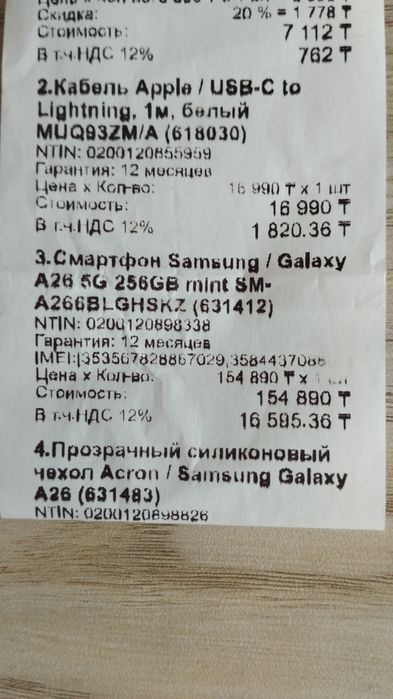 Скидка: 20 % = 1 778 ₸
Стоимость: 7 112 ₸
В т.ч.НДС 12% 762 ₸
2.Кабель Apple / USB-C to
Lightning, 1м, белый
MUQ93ZM/A (618030)
NTIN: 0200120855959
Гарантия: 12 месяцев
Цена х Кол-во: 16 990 ₸ х 1 шт
Стоимость: 16 990 ₸
В т.ч.НДС 12% 1 820.36 ₸
3.Смартфон Samsung / Galaxy
A26 5G 256GB mint SM-
A266BLGHSKZ (631412)
NTIN: 0200120898338
Гарантия: 12 месяцев
IMEI:|353567828867029,3584437086
Цена х Кол-во: 154 890 ₸ х 1
Стоимость: 154 890 ₸
В т.ч.НДС 12% 16 595.36 ₸
4.Прозрачный силиконовый
чехол Acron / Samsung Galaxy
A26 (631483)
NTIN: 0200120898826